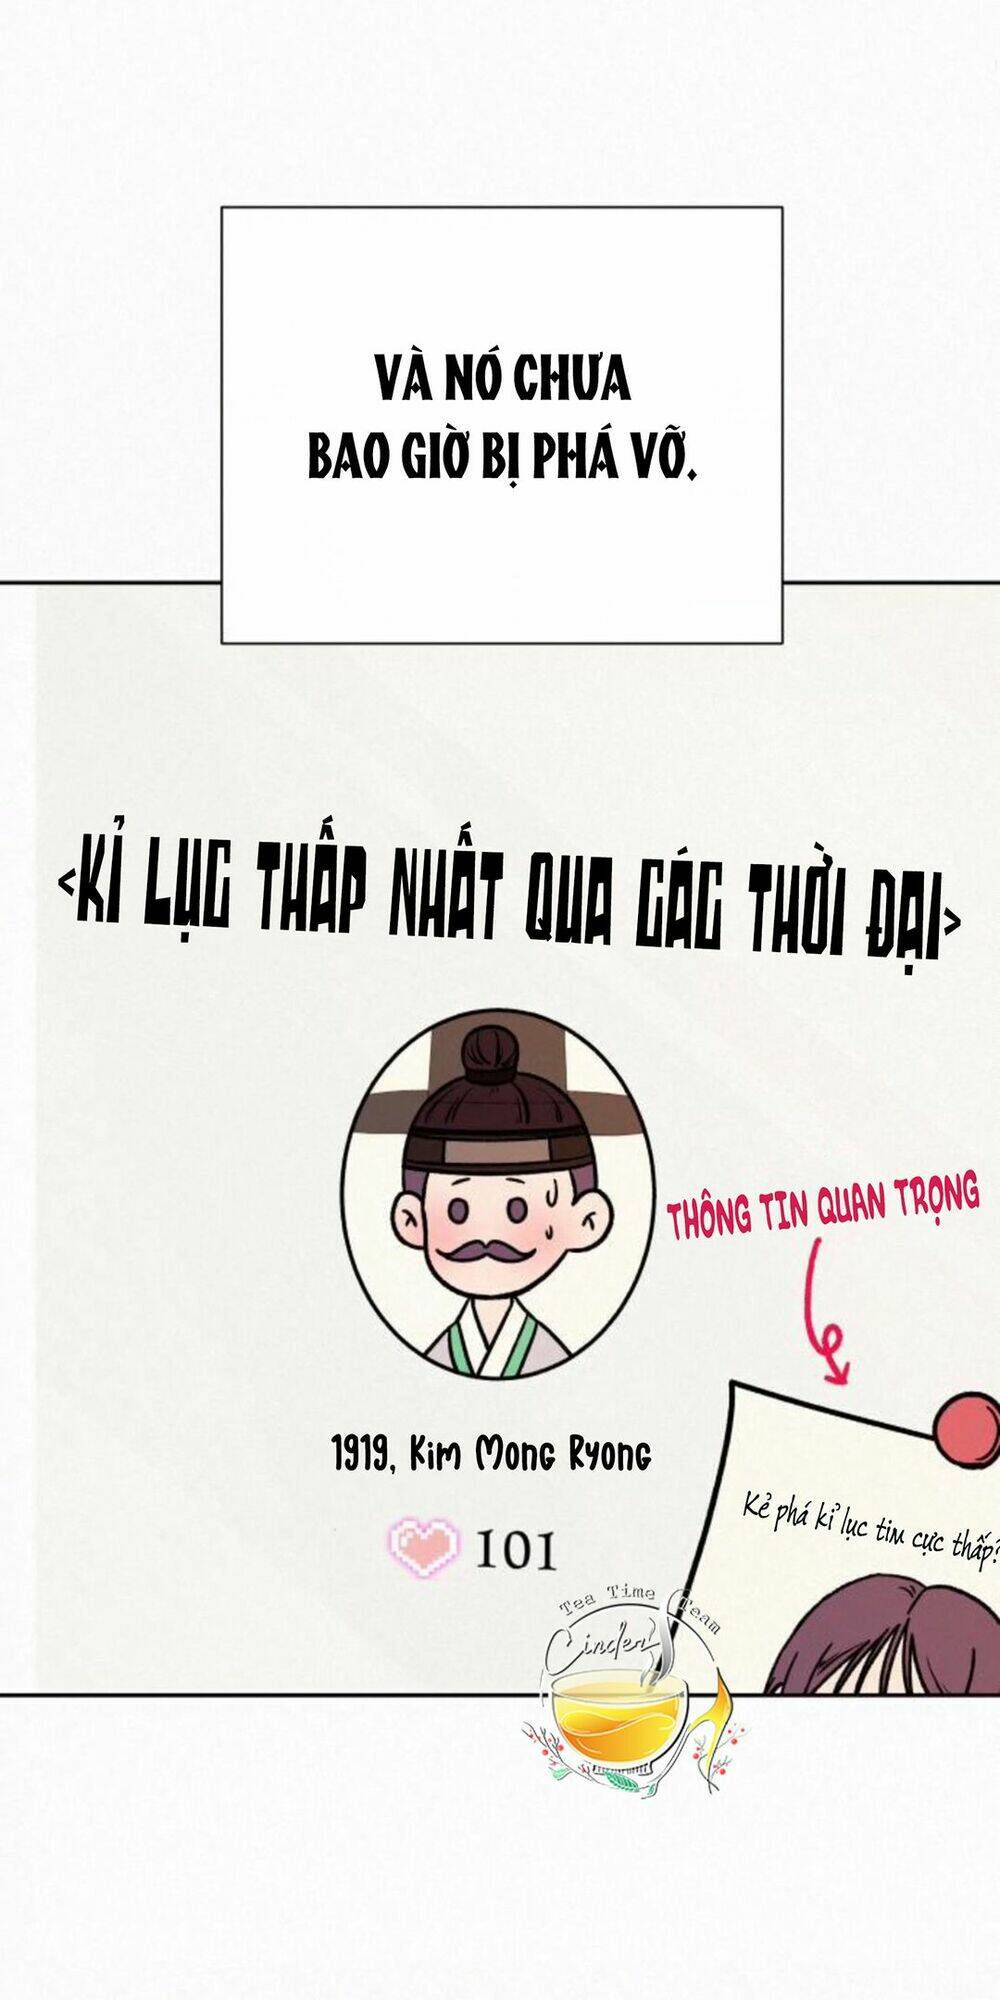 VÀ NÓ CHƯA
BAO GIỜ BỊ PHÁ VỠ.
<KỈ LỤC THẤP NHẤT QUA CÁC THỜI ĐẠI>
THÔNG TIN QUAN TRỌNG
1919, Kim Mong Ryong
101
Kẻ phá kỉ lục tim cực thấp?
Tea Time Team
Cinder